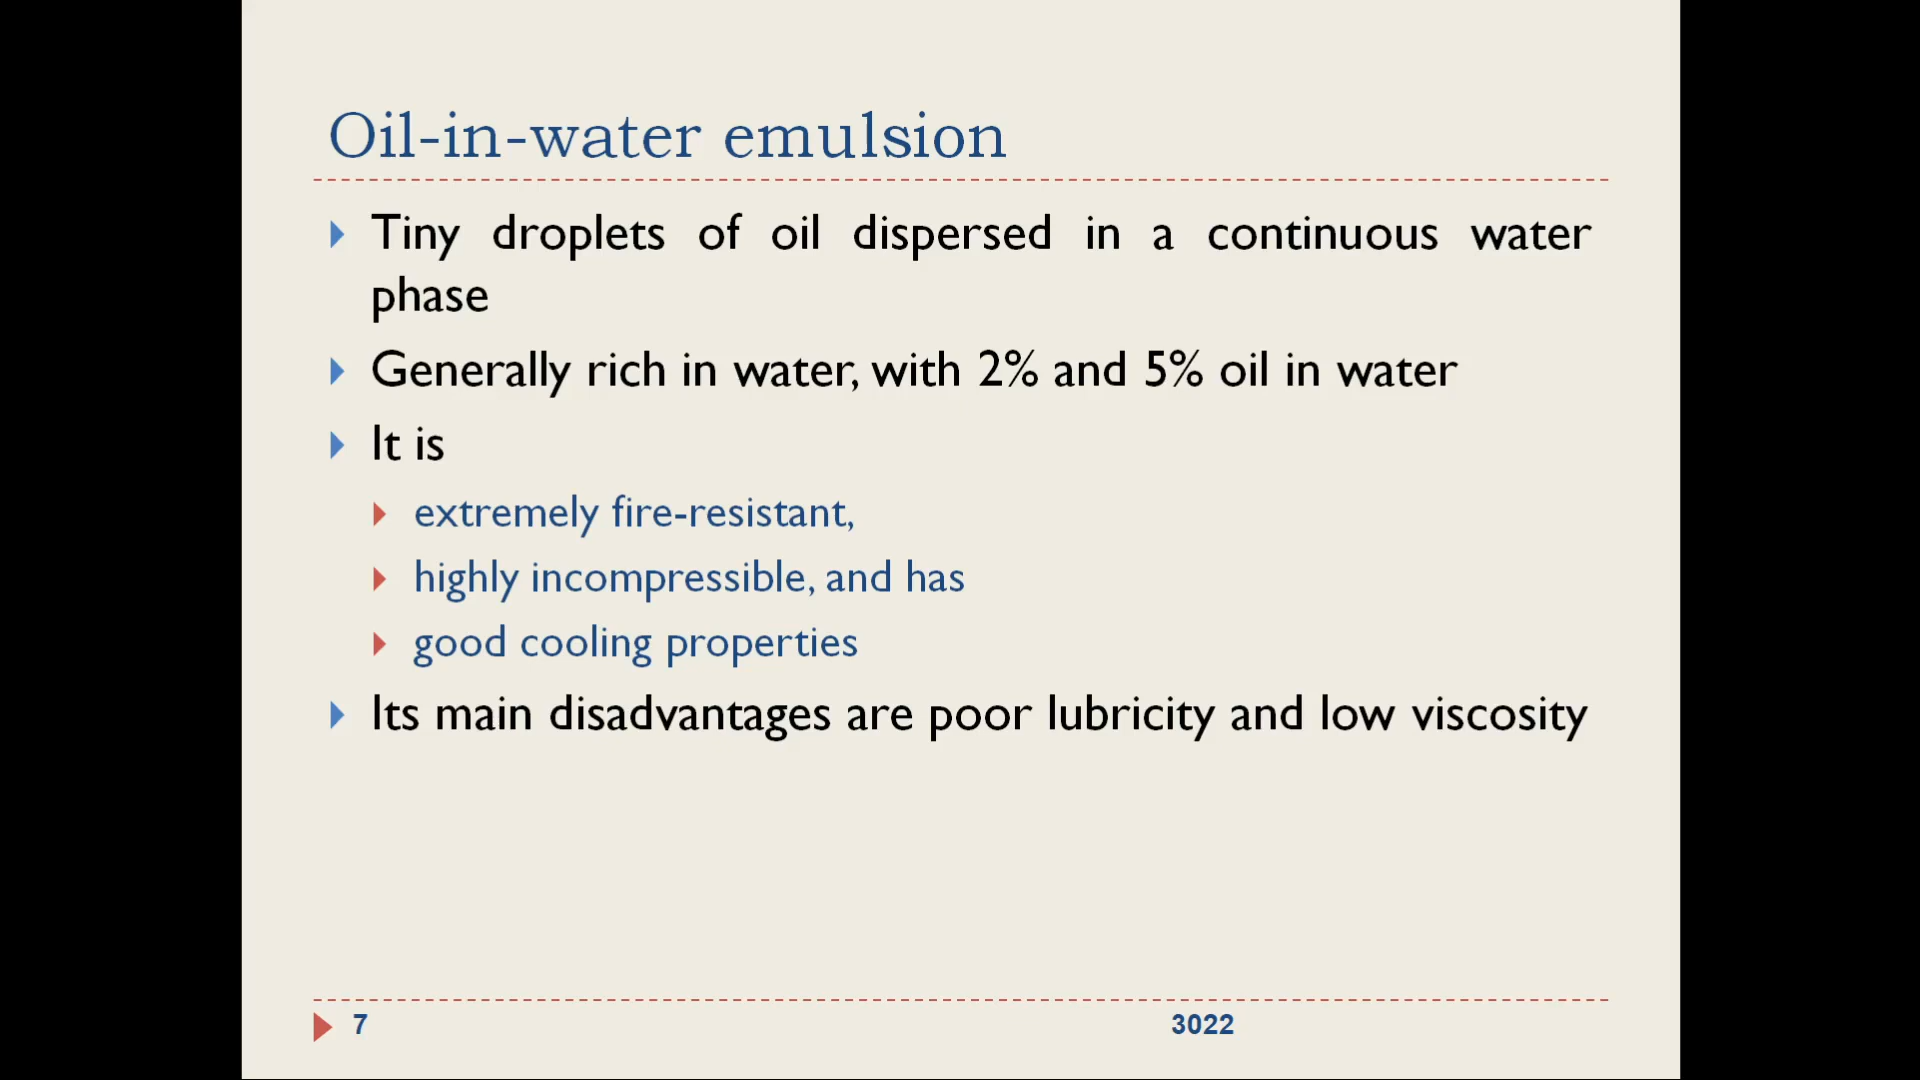 Oil-in-water emulsion
Tiny droplets of oil dispersed in a continuous water
phase
Generally rich in water, with 2% and 5% oil in water
It is
extremely fire-resistant,
highly incompressible, and has
good cooling properties
Its main disadvantages are poor lubricity and low viscosity
7
3022